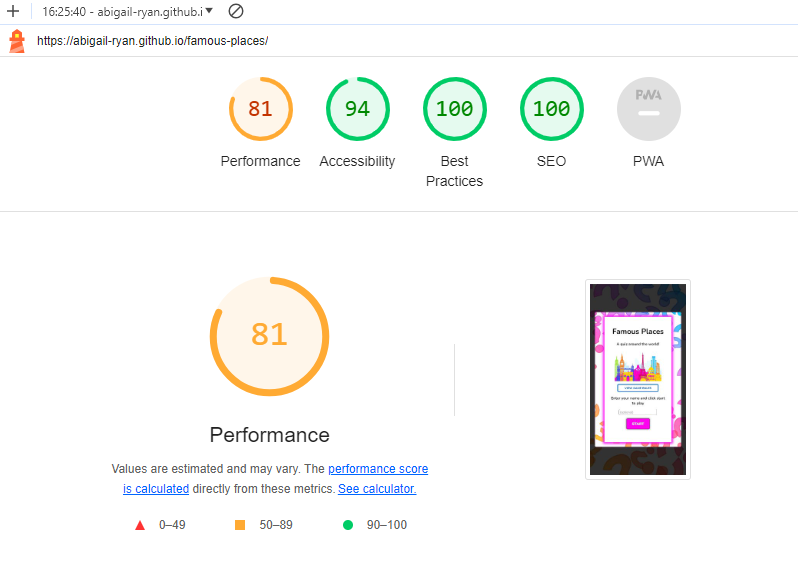 16:25:40 - abigail-ryan.github.i
https://abigail-ryan.github.io/famous-places/
81
94
100
100
PWA
Performance
Accessibility
Best
Practices
SEO
PWA
81
Performance
Values are estimated and may vary. The performance score
is calculated directly from these metrics. See calculator.
0–49
50–89
90–100
Famous Places
A quiz around the world!
Enter your name and click start
to play
START